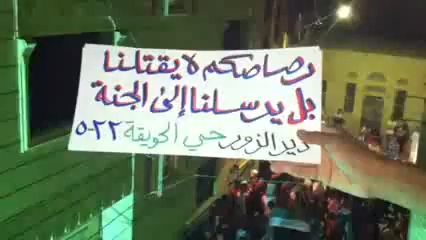 رصاصكم لا يقتلنا
بل يرسلنا إلى الجنة
دير الزور حي الحويقة ٢٢-٥